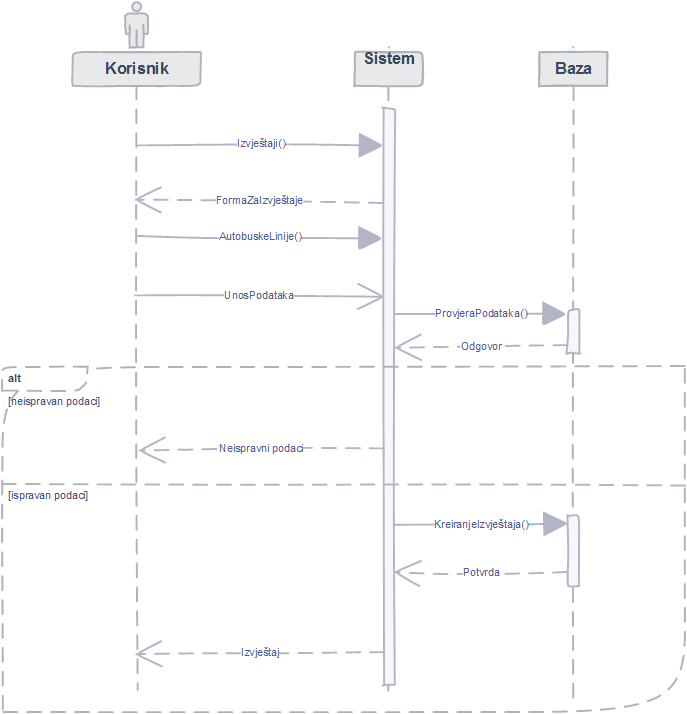 Korisnik
Sistem
Baza
Izvještaji()
FormaZaIzvještaje
AutobuskeLinije()
UnosPodataka
ProvjeraPodataka()
Odgovor
alt
[neispravan podaci]
Neispravni podaci
[ispravan podaci]
KreiranjeIzvještaja()
Potvrda
Izvještaj